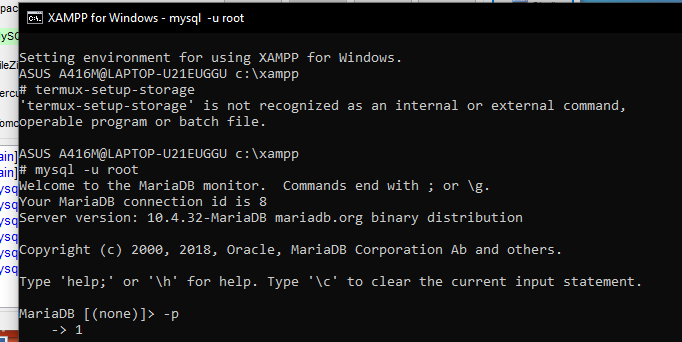 XAMPP for Windows - mysql -u root
Setting environment for using XAMPP for Windows.
ASUS A416M@LAPTOP-U21EUGGU c:\xampp
# termux-setup-storage
'termux-setup-storage' is not recognized as an internal or external command,
operable program or batch file.
ASUS A416M@LAPTOP-U21EUGGU c:\xampp
# mysql -u root
Welcome to the MariaDB monitor.  Commands end with ; or \g.
Your MariaDB connection id is 8
Server version: 10.4.32-MariaDB mariadb.org binary distribution
Copyright (c) 2000, 2018, Oracle, MariaDB Corporation Ab and others.
Type 'help;' or '\h' for help. Type '\c' to clear the current input statement.
MariaDB [(none)]> -p
    -> 1